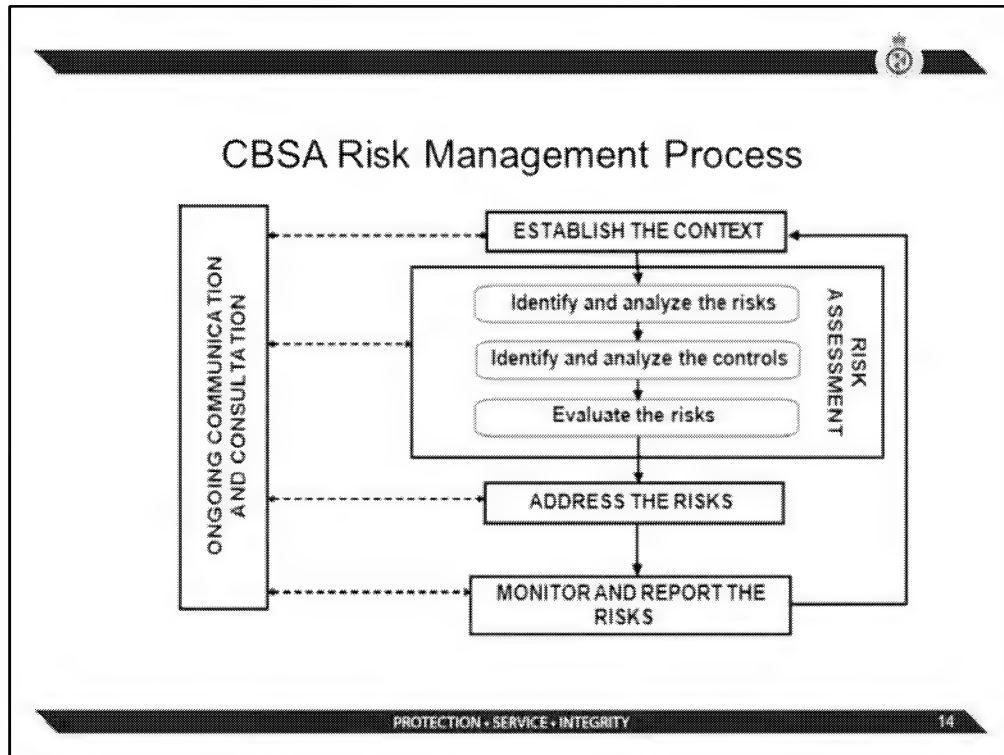 CBSA Risk Management Process
ONGOING COMMUNICATION
AND CONSULTATION
ESTABLISH THE CONTEXT
Identify and analyze the risks
Identify and analyze the controls
Evaluate the risks
RISK
ASSESSMENT
ADDRESS THE RISKS
MONITOR AND REPORT THE
RISKS
PROTECTION • SERVICE • INTEGRITY
14